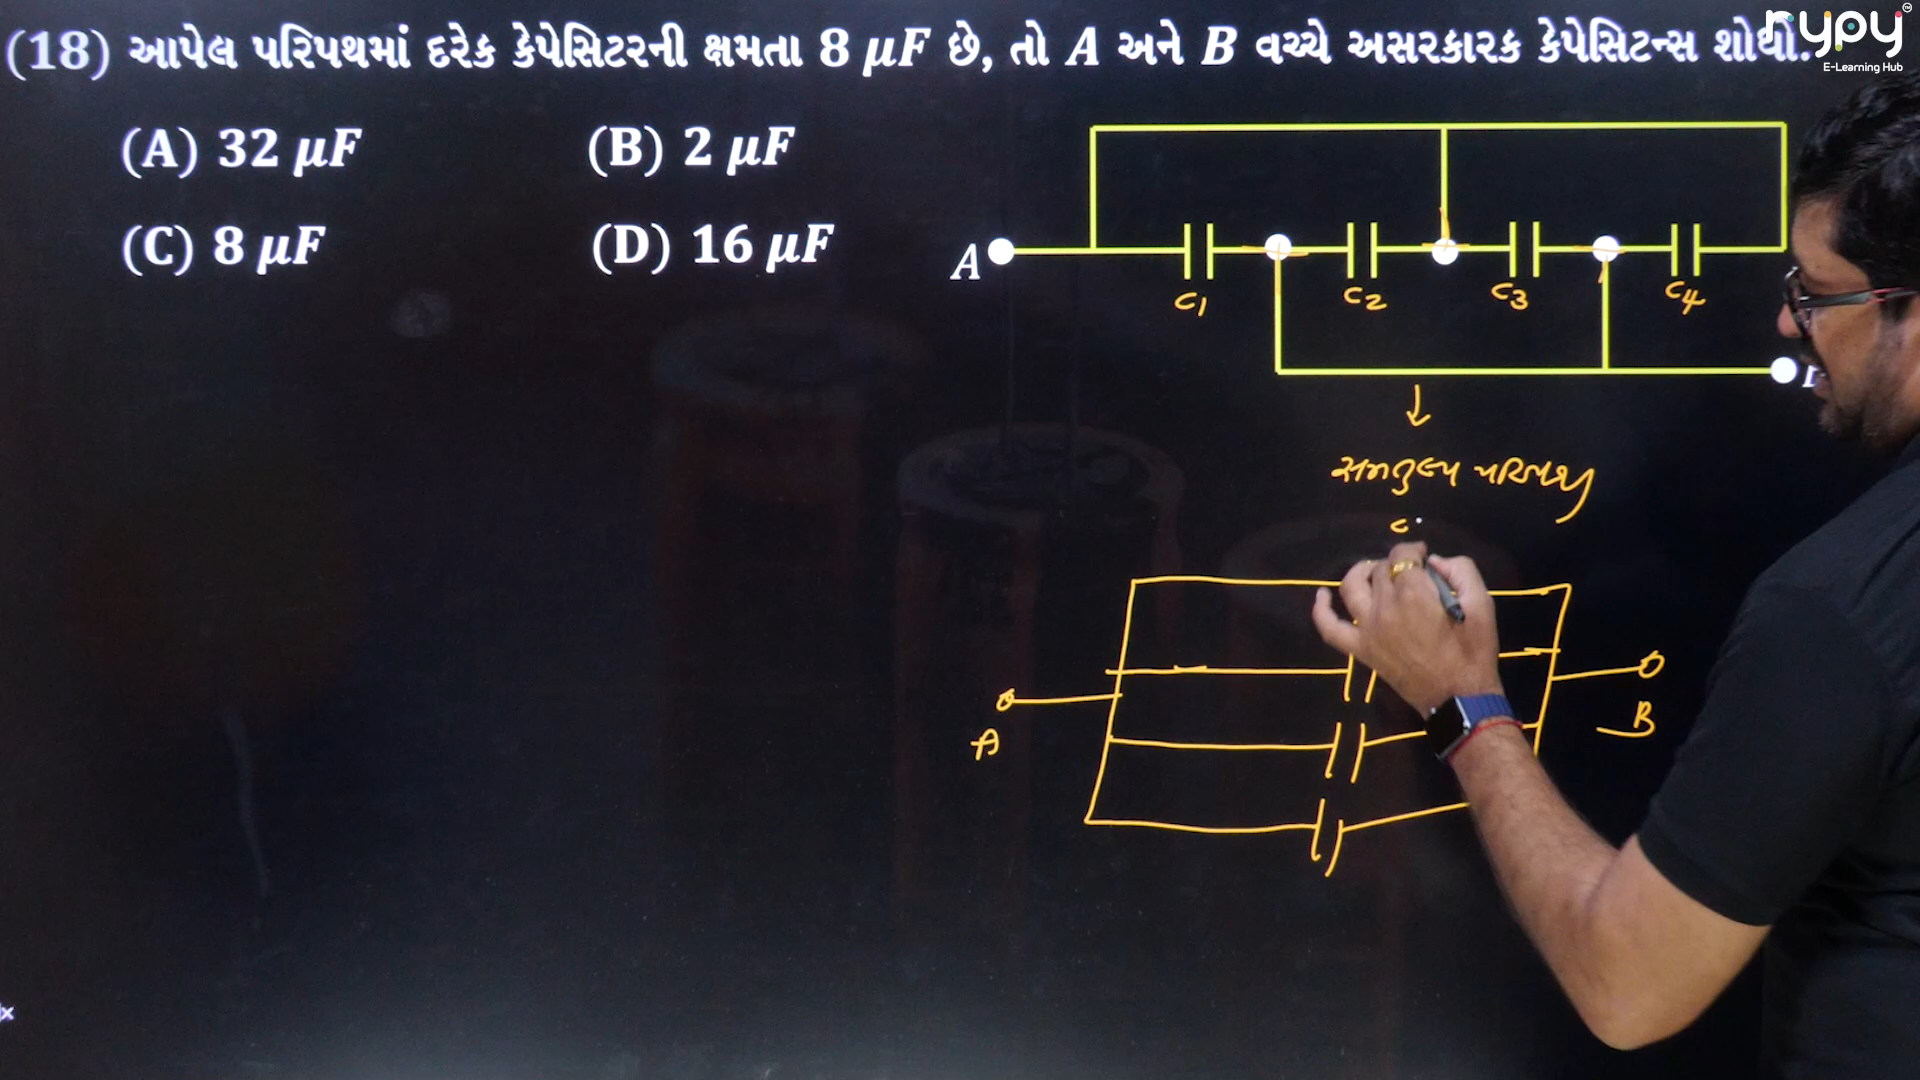 rypy™
E-Learning Hub
(18) આપેલ પરિપથમાં દરેક કેપેસિટરની ક્ષમતા 8 μF છે, તો A અને B વચ્ચે અસરકારક કેપેસિટન્સ શોધો.
(A) 32 μF (B) 2 μF
(C) 8 μF (D) 16 μF
A
C1 C2 C3 C4
સમતુલ્ય પરિપથ
A B